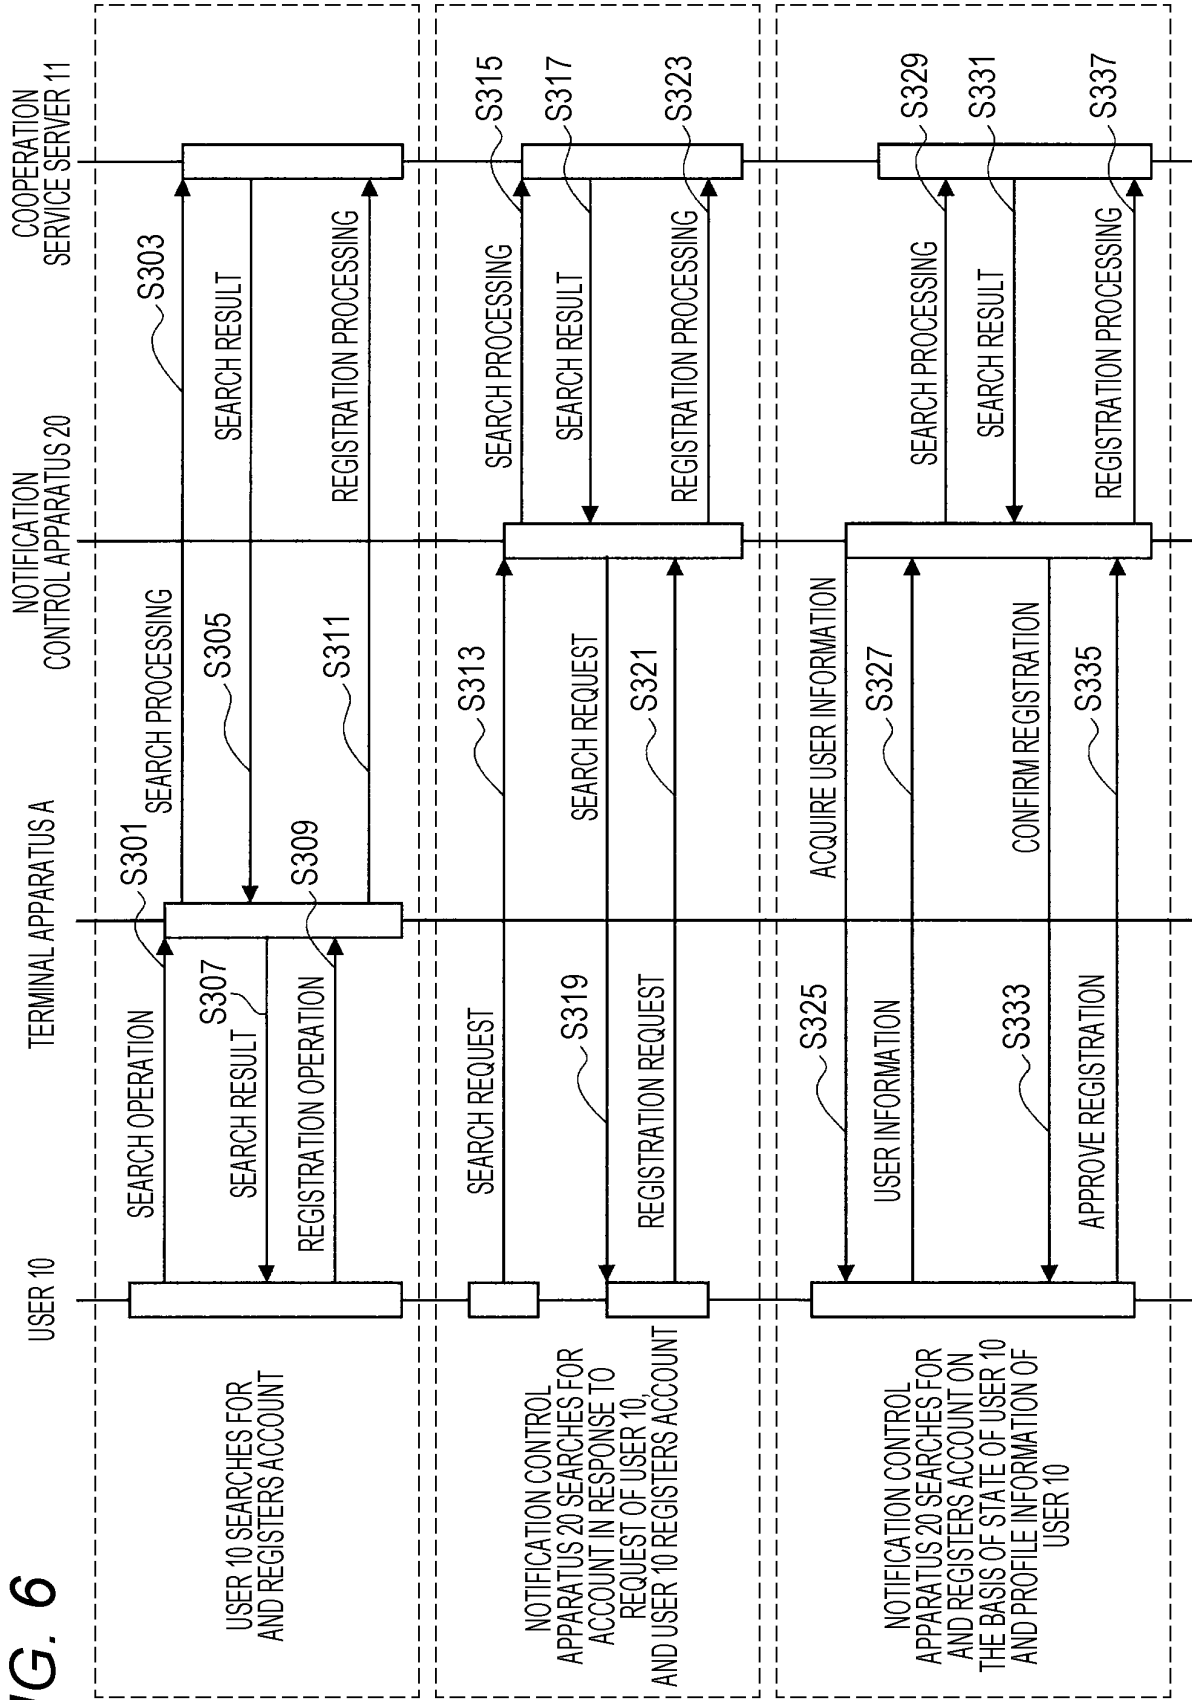 FIG. 6
USER 10
TERMINAL APPARATUS A
NOTIFICATION
CONTROL APPARATUS 20
COOPERATION
SERVICE SERVER 11
USER 10 SEARCHES FOR
AND REGISTERS ACCOUNT
SEARCH OPERATION
S301
SEARCH PROCESSING
S303
SEARCH RESULT
S305
SEARCH RESULT
S307
REGISTRATION OPERATION
S309
REGISTRATION PROCESSING
S311
NOTIFICATION CONTROL
APPARATUS 20 SEARCHES FOR
ACCOUNT IN RESPONSE TO
REQUEST OF USER 10,
AND USER 10 REGISTERS ACCOUNT
SEARCH REQUEST
S313
SEARCH PROCESSING
S315
SEARCH RESULT
S317
SEARCH REQUEST
S319
REGISTRATION REQUEST
S321
REGISTRATION PROCESSING
S323
NOTIFICATION CONTROL
APPARATUS 20 SEARCHES FOR
AND REGISTERS ACCOUNT ON
THE BASIS OF STATE OF USER 10
AND PROFILE INFORMATION OF
USER 10
ACQUIRE USER INFORMATION
S325
USER INFORMATION
S327
SEARCH PROCESSING
S329
SEARCH RESULT
S331
CONFIRM REGISTRATION
S333
APPROVE REGISTRATION
S335
REGISTRATION PROCESSING
S337